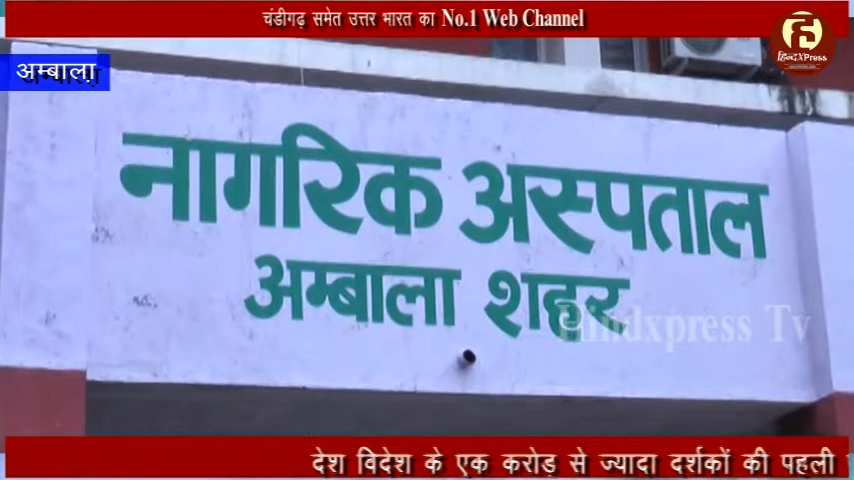 चंडीगढ़ समेत उत्तर भारत का No.1 Web Channel
हिन्दXPress
अम्बाला
नागरिक अस्पताल
अम्बाला शहर
Hindxpress Tv
देश विदेश के एक करोड़ से ज्यादा दर्शकों की पहली